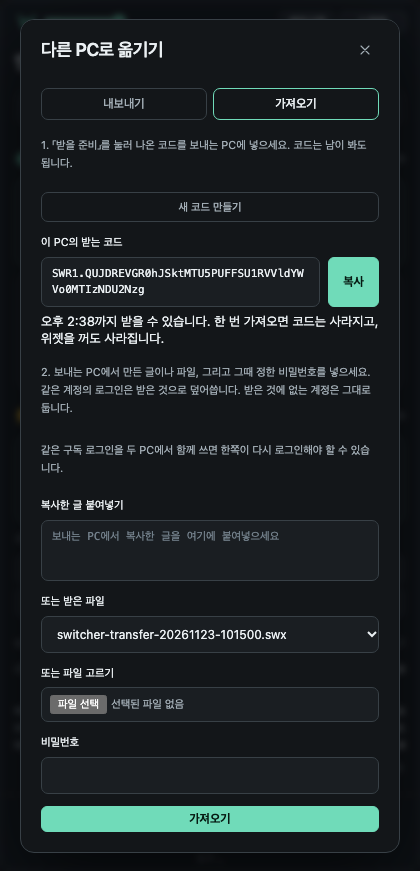 다른 PC로 옮기기
내보내기
가져오기
1. 「받을 준비」를 눌러 나온 코드를 보내는 PC에 넣으세요. 코드는 남이 봐도
됩니다.
새 코드 만들기
이 PC의 받는 코드
SWR1.QUJDREVGR0hJSktMTU5PUFFSU1RVVldYW
Vo0MTIzNDU2Nzg
복사
오후 2:38까지 받을 수 있습니다. 한 번 가져오면 코드는 사라지고,
위젯을 꺼도 사라집니다.
2. 보내는 PC에서 만든 글이나 파일, 그리고 그때 정한 비밀번호를 넣으세요.
같은 계정의 로그인은 받은 것으로 덮어씁니다. 받은 것에 없는 계정은 그대로
둡니다.
같은 구독 로그인을 두 PC에서 함께 쓰면 한쪽이 다시 로그인해야 할 수 있습
니다.
복사한 글 붙여넣기
보내는 PC에서 복사한 글을 여기에 붙여넣으세요
또는 받은 파일
switcher-transfer-20261123-101500.swx
또는 파일 고르기
파일 선택 선택된 파일 없음
비밀번호
가져오기